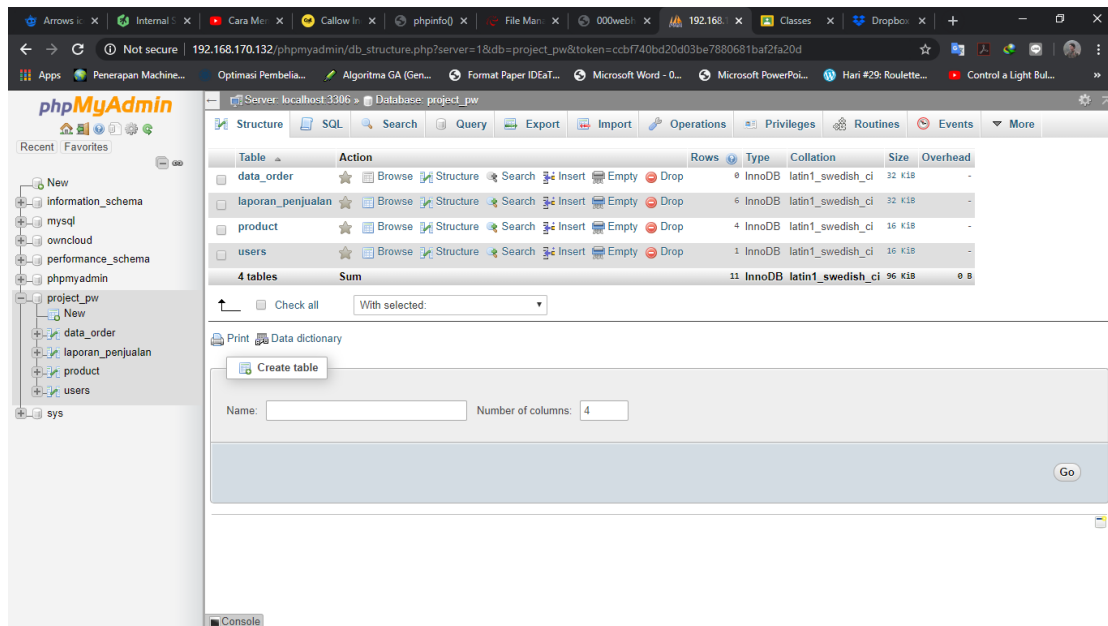 Arrows ic Internal S Cara Mer Callow In phpinfo() File Mana 000webh 192.168.1 Classes Dropbox
Not secure 192.168.170.132/phpmyadmin/db_structure.php?server=1&db=project_pw&token=ccbf740bd20d03be7880681baf2fa20d
Apps Penerapan Machine... Optimasi Pembelia... Algoritma GA (Gen... Format Paper IDEaT... Microsoft Word - 0... Microsoft PowerPoi... Hari #29: Roulette... Control a Light Bul... »
phpMyAdmin
Recent Favorites
New
information_schema
mysql
owncloud
performance_schema
phpmyadmin
project_pw
New
data_order
laporan_penjualan
product
users
sys
Server: localhost:3306 » Database: project_pw
Structure SQL Search Query Export Import Operations Privileges Routines Events More
Table Action Rows Type Collation Size Overhead
data_order Browse Structure Search Insert Empty Drop 0 InnoDB latin1_swedish_ci 32 KiB -
laporan_penjualan Browse Structure Search Insert Empty Drop 6 InnoDB latin1_swedish_ci 32 KiB -
product Browse Structure Search Insert Empty Drop 4 InnoDB latin1_swedish_ci 16 KiB -
users Browse Structure Search Insert Empty Drop 1 InnoDB latin1_swedish_ci 16 KiB -
4 tables Sum 11 InnoDB latin1_swedish_ci 96 KiB 0 B
Check all With selected:
Print Data dictionary
Create table
Name: Number of columns: 4
Go
Console